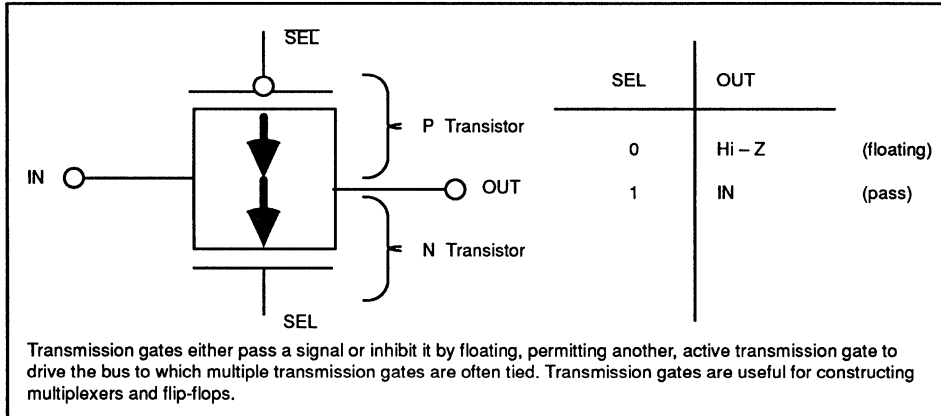 SEL
SEL OUT
P Transistor
0 Hi – Z (floating)
IN OUT 1 IN (pass)
N Transistor
SEL
Transmission gates either pass a signal or inhibit it by floating, permitting another, active transmission gate to
drive the bus to which multiple transmission gates are often tied. Transmission gates are useful for constructing
multiplexers and flip-flops.